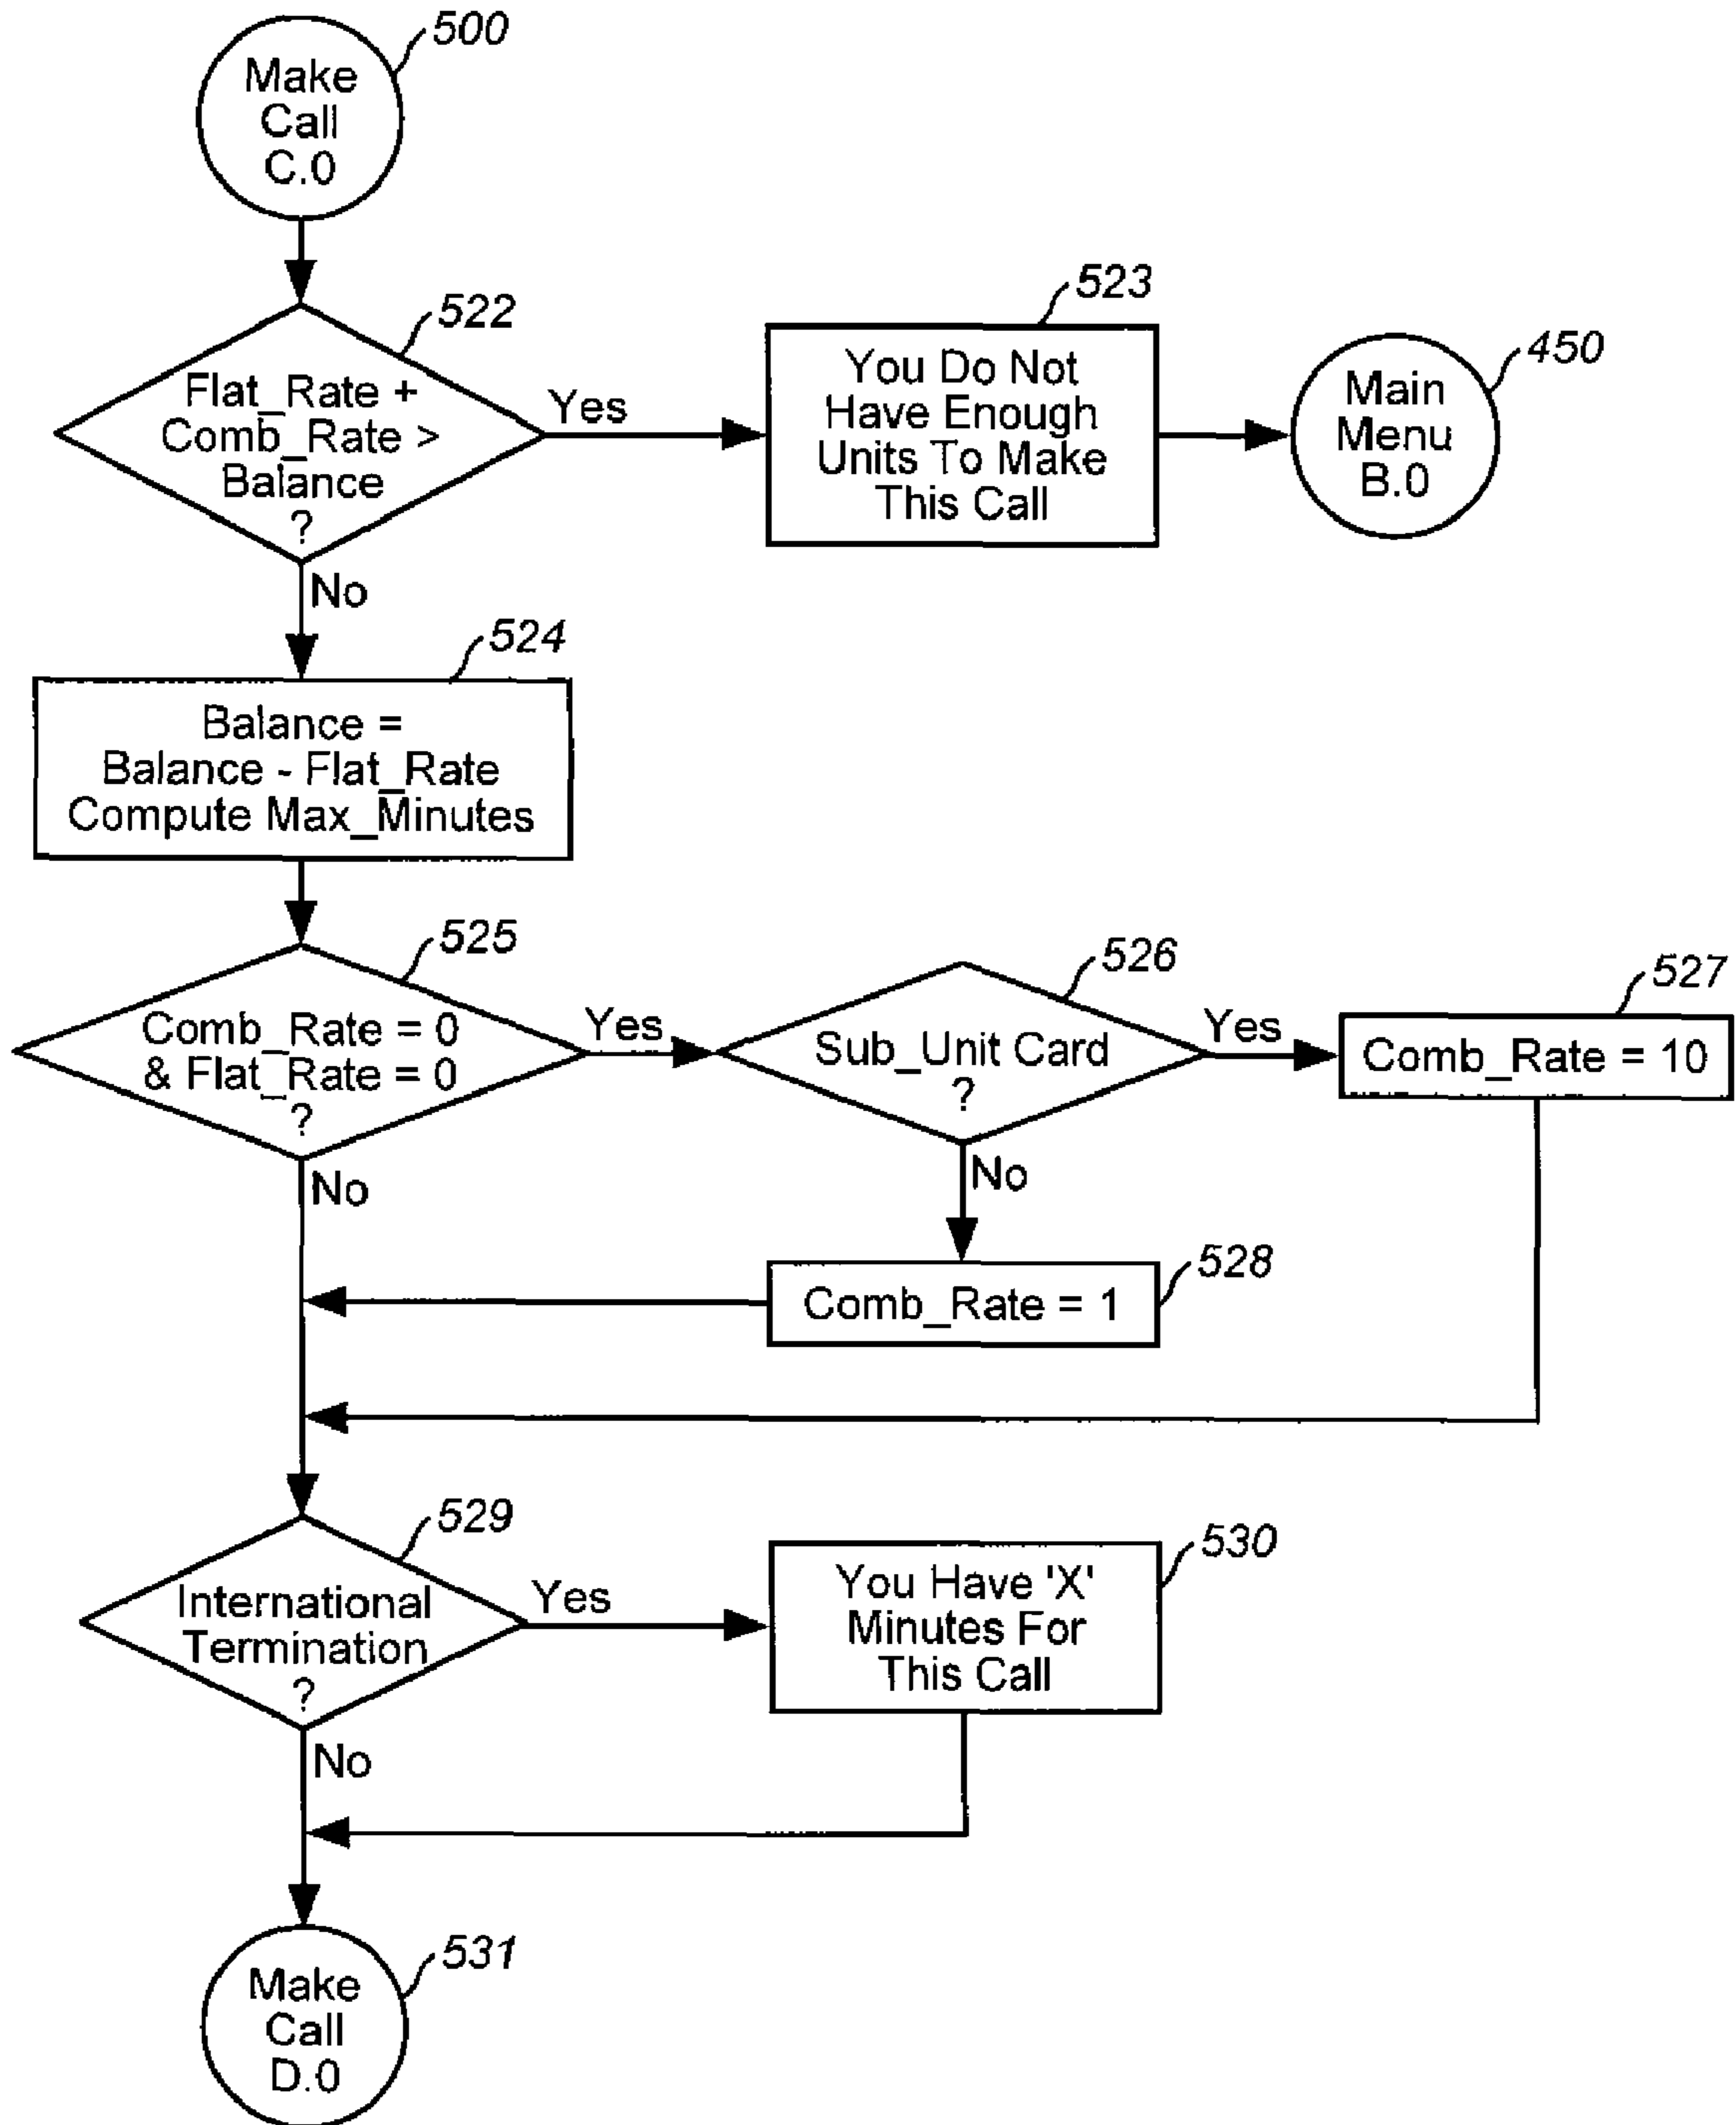 500
Make
Call
C.0
522
Flat_Rate +
Comb_Rate >
Balance
?
Yes
523
You Do Not
Have Enough
Units To Make
This Call
450
Main
Menu
B.0
No
524
Balance =
Balance - Flat_Rate
Compute Max_Minutes
525
Comb_Rate = 0
& Flat_Rate = 0
?
Yes
526
Sub_Unit Card
?
Yes
527
Comb_Rate = 10
No
No
528
Comb_Rate = 1
529
International
Termination
?
Yes
530
You Have 'X'
Minutes For
This Call
No
531
Make
Call
D.0